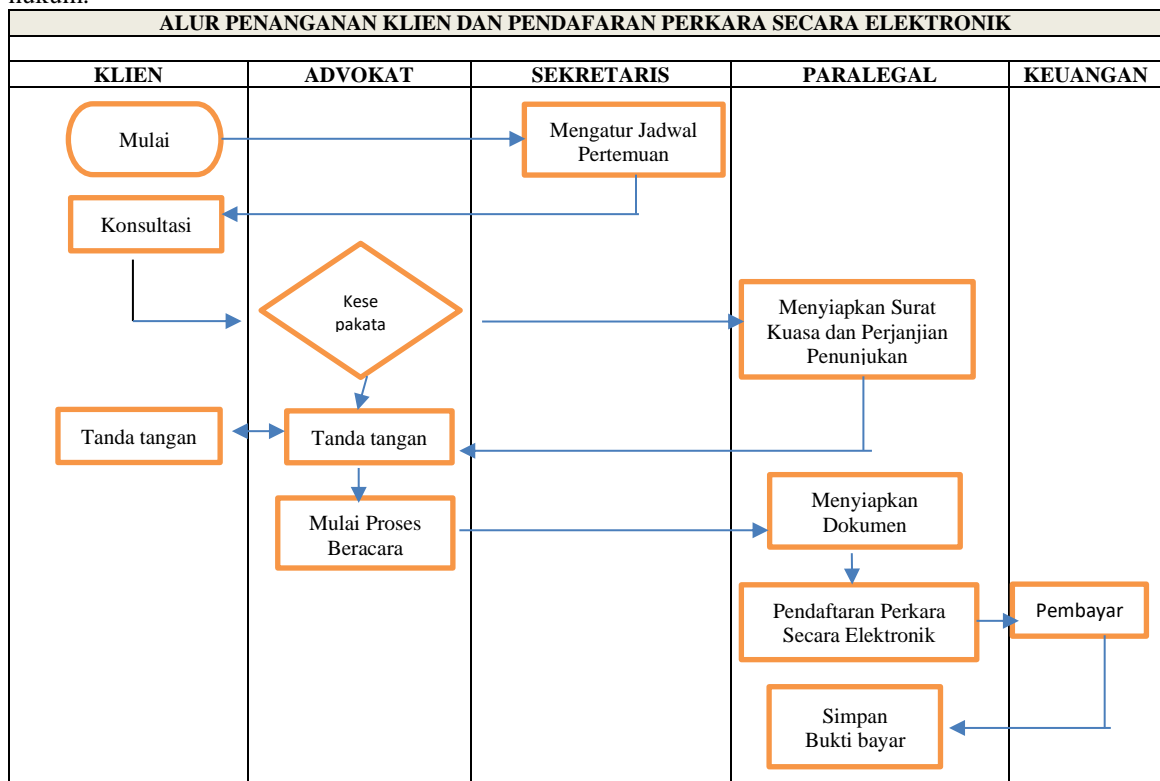 hukum.
ALUR PENANGANAN KLIEN DAN PENDAFARAN PERKARA SECARA ELEKTRONIK
KLIEN
ADVOKAT
SEKRETARIS
PARALEGAL
KEUANGAN
Mulai
Mengatur Jadwal
Pertemuan
Konsultasi
Kese
pakata
Menyiapkan Surat
Kuasa dan Perjanjian
Penunjukan
Tanda tangan
Tanda tangan
Mulai Proses
Beracara
Menyiapkan
Dokumen
Pendaftaran Perkara
Secara Elektronik
Pembayar
Simpan
Bukti bayar